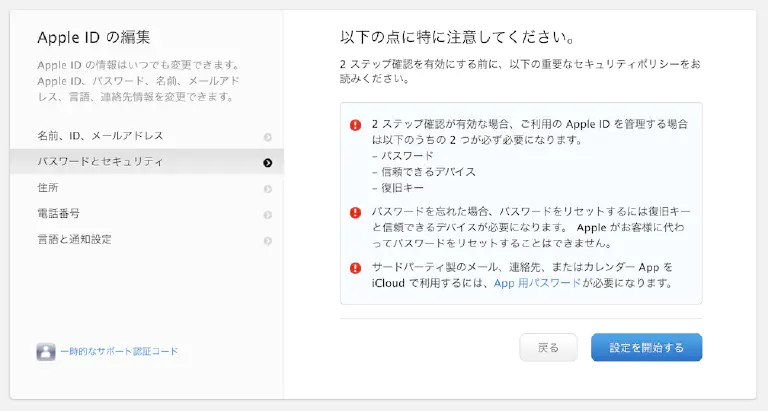 Apple ID の編集
Apple ID の情報はいつでも変更できます。
Apple ID、パスワード、名前、メールアド
レス、言語、連絡先情報を変更できます。
名前、ID、メールアドレス
パスワードとセキュリティ
住所
電話番号
言語と通知設定
一時的なサポート認証コード
以下の点に特に注意してください。
2 ステップ確認を有効にする前に、以下の重要なセキュリティポリシーをお
読みください。
2 ステップ確認が有効な場合、ご利用の Apple ID を管理する場合
は以下のうちの 2 つが必ず必要になります。
– パスワード
– 信頼できるデバイス
– 復旧キー
パスワードを忘れた場合、パスワードをリセットするには復旧キー
と信頼できるデバイスが必要になります。 Apple がお客様に代わ
ってパスワードをリセットすることはできません。
サードパーティ製のメール、連絡先、またはカレンダー App を
iCloud で利用するには、App 用パスワードが必要になります。
戻る
設定を開始する